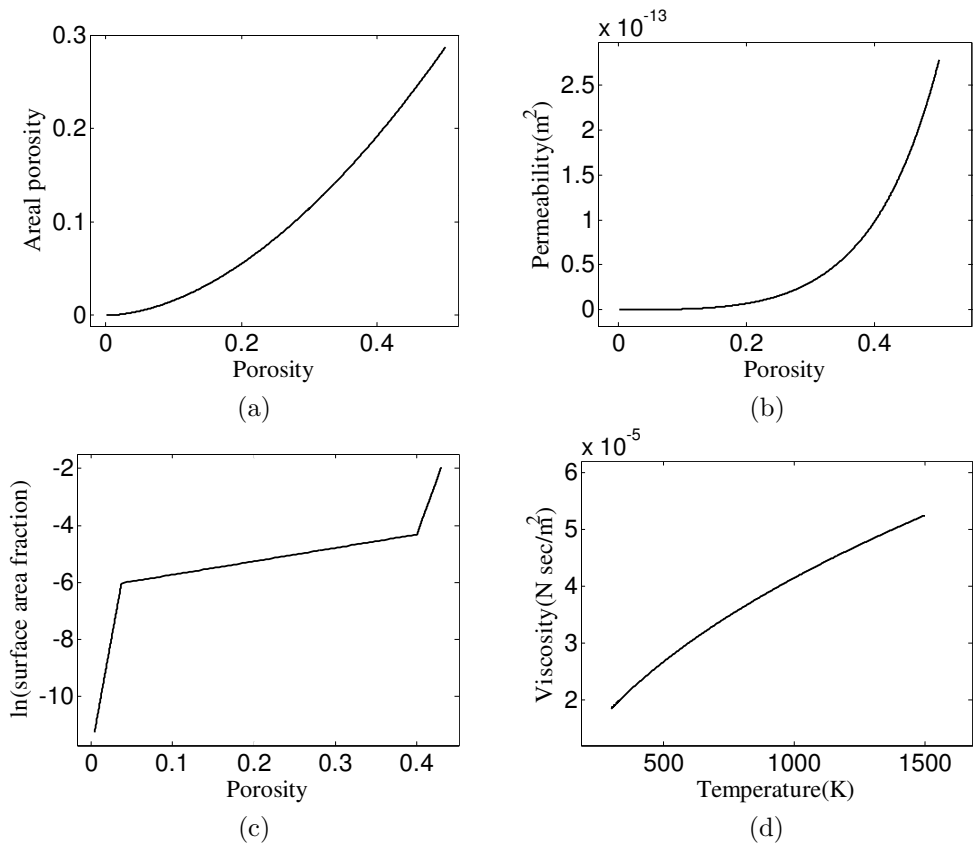 0.3
0.2
0.1
0
0
0.2
0.4
Areal porosity
Porosity
(a)
x 10-13
2.5
2
1.5
1
0.5
0
0
0.2
0.4
Permeability(m2)
Porosity
(b)
-2
-4
-6
-8
-10
0
0.1
0.2
0.3
0.4
ln(surface area fraction)
Porosity
(c)
x 10-5
6
5
4
3
2
500
1000
1500
Viscosity(N sec/m2)
Temperature(K)
(d)